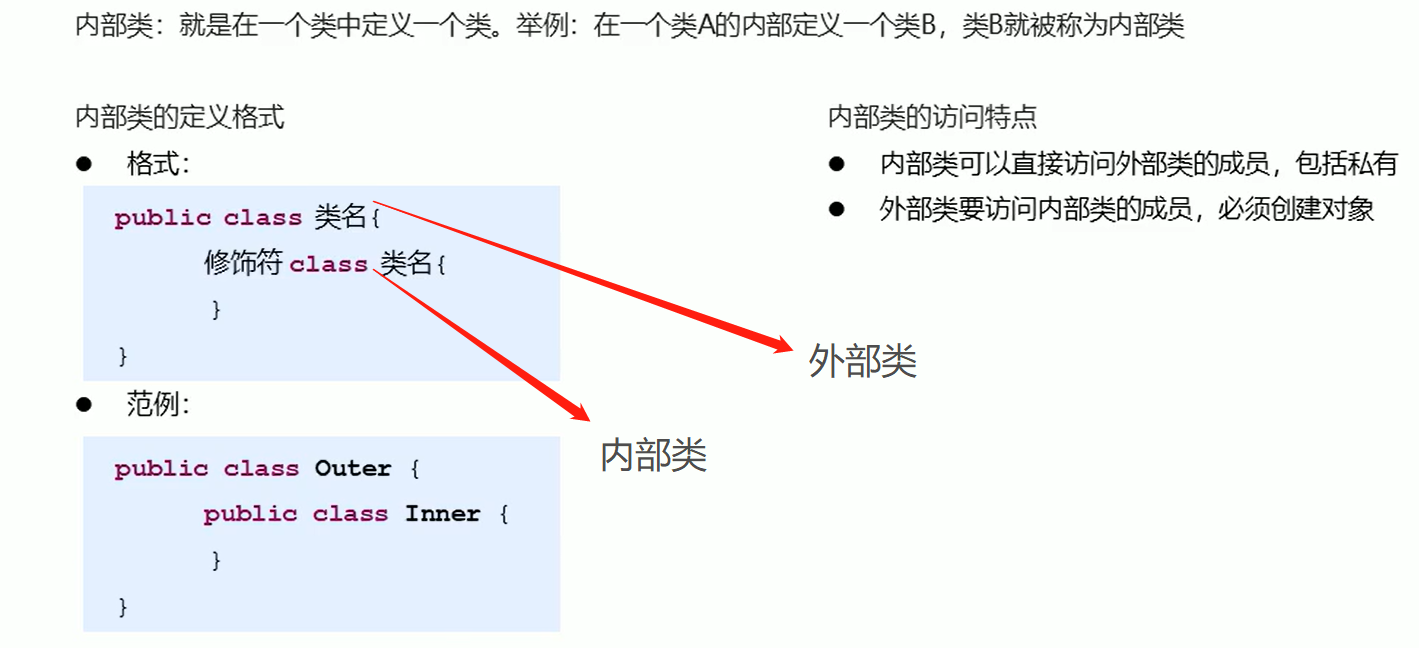 内部类：就是在一个类中定义一个类。举例：在一个类A的内部定义一个类B，类B就被称为内部类
内部类的定义格式
● 格式：
public class 类名{
修饰符 class 类名{
}
}
● 范例：
public class Outer {
public class Inner {
}
}
内部类的访问特点
● 内部类可以直接访问外部类的成员，包括私有
● 外部类要访问内部类的成员，必须创建对象
外部类
内部类